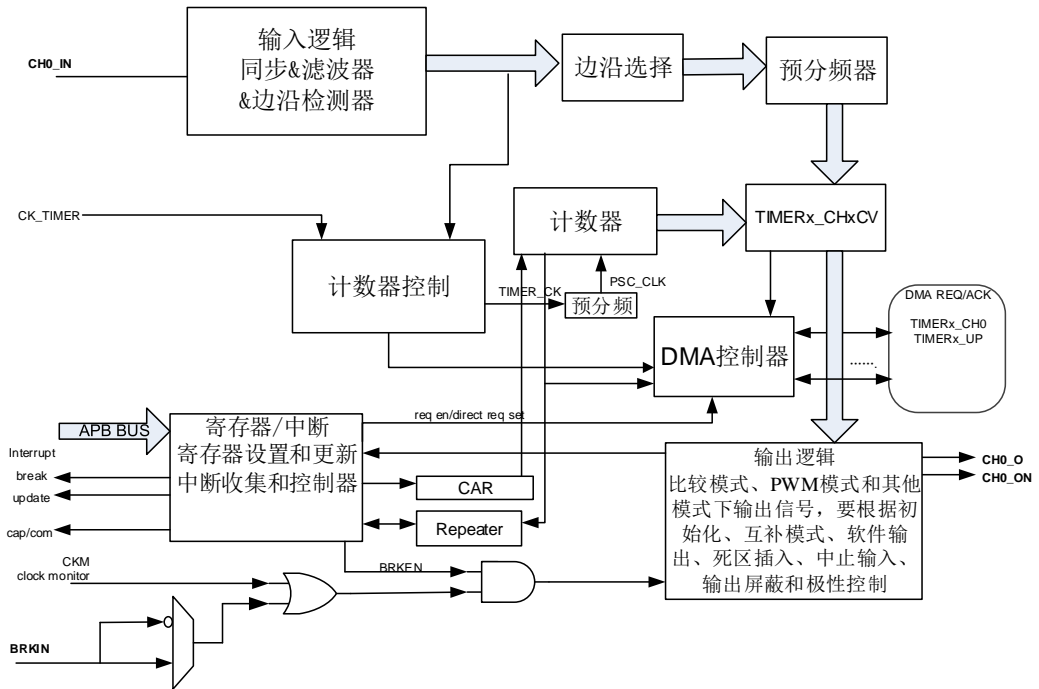 CH0_IN
输入逻辑
同步&滤波器
&边沿检测器
边沿选择
预分频器
CK_TIMER
计数器控制
计数器
TIMERx_CHxCV
TIMER_CK
PSC_CLK
预分频
DMA控制器
DMA REQ/ACK
TIMERx_CH0
TIMERx_UP
.......
req en/direct req set
APB BUS
Interrupt
break
update
cap/com
寄存器/中断
寄存器设置和更新
中断收集和控制器
CAR
Repeater
输出逻辑
比较模式、PWM模式和其他
模式下输出信号，要根据初
始化、互补模式、软件输
出、死区插入、中止输入、
输出屏蔽和极性控制
CH0_O
CH0_ON
CKM
clock monitor
BRKEN
BRKIN